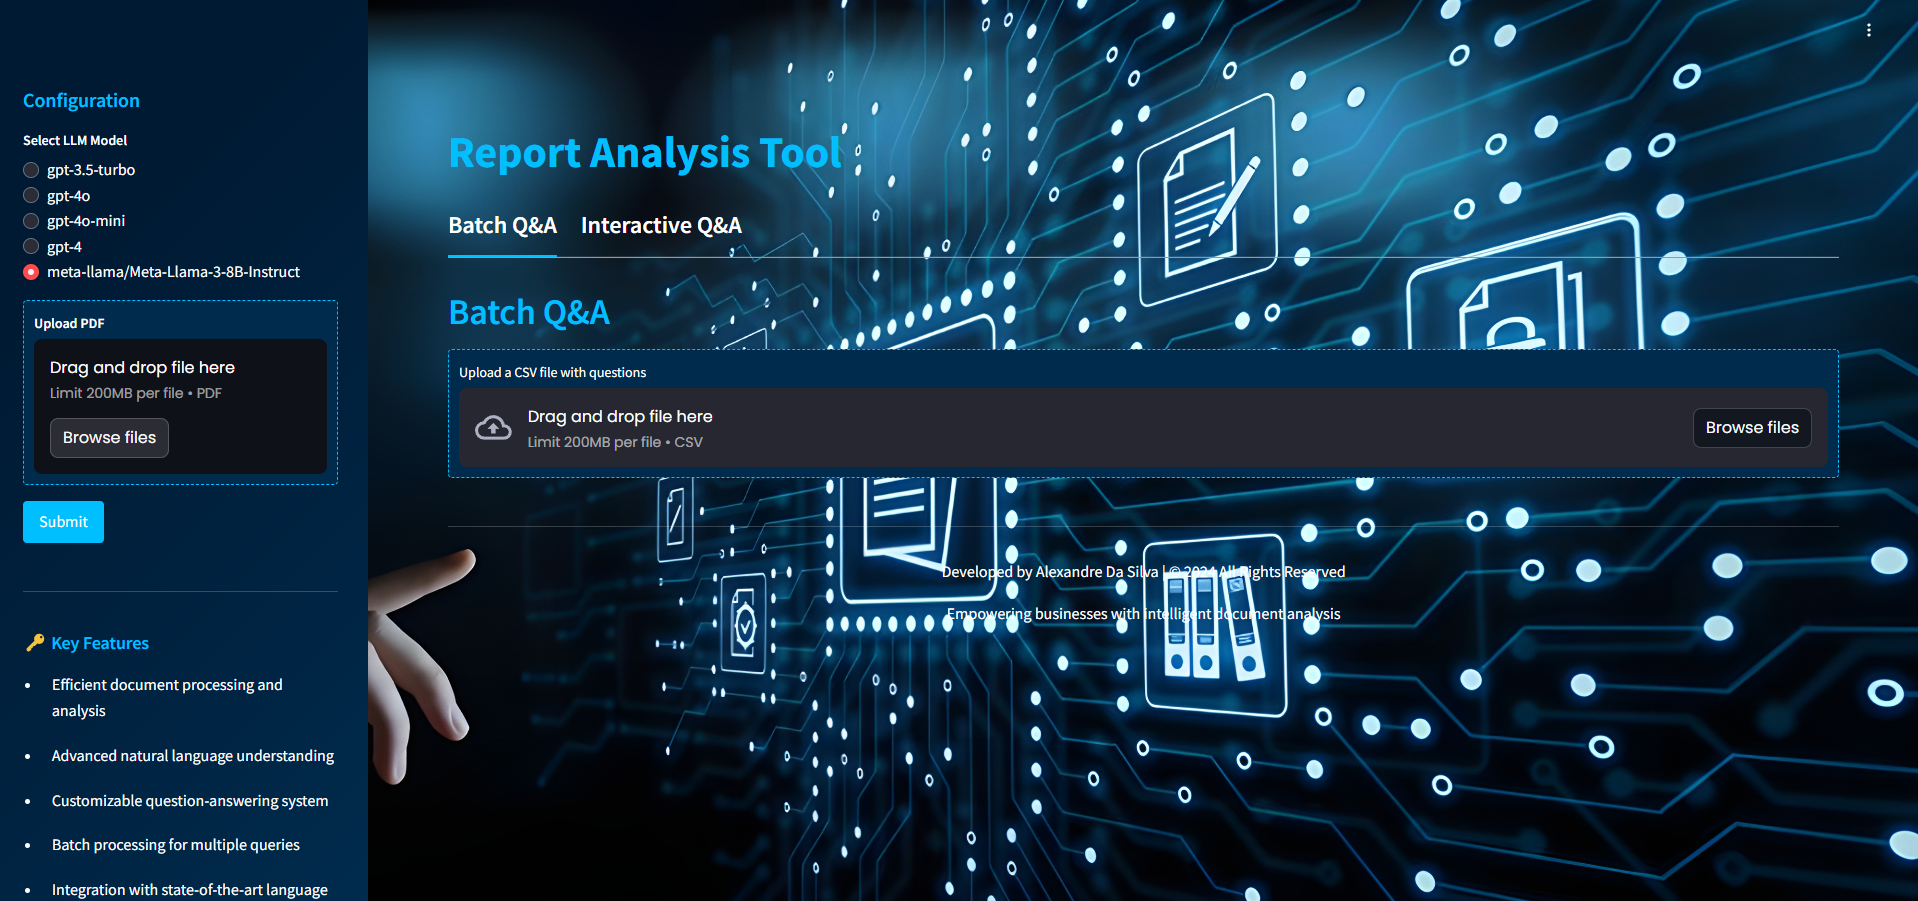 Configuration
Select LLM Model
gpt-3.5-turbo
gpt-4o
gpt-4o-mini
gpt-4
meta-llama/Meta-Llama-3-8B-Instruct
Upload PDF
Drag and drop file here
Limit 200MB per file • PDF
Browse files
Submit
🔑 Key Features
• Efficient document processing and
analysis
• Advanced natural language understanding
• Customizable question-answering system
• Batch processing for multiple queries
• Integration with state-of-the-art language
Report Analysis Tool
Batch Q&A Interactive Q&A
Batch Q&A
Upload a CSV file with questions
Drag and drop file here
Limit 200MB per file • CSV
Browse files
Developed by Alexandre Da Silva | © 2024 All Rights Reserved
Empowering businesses with intelligent document analysis